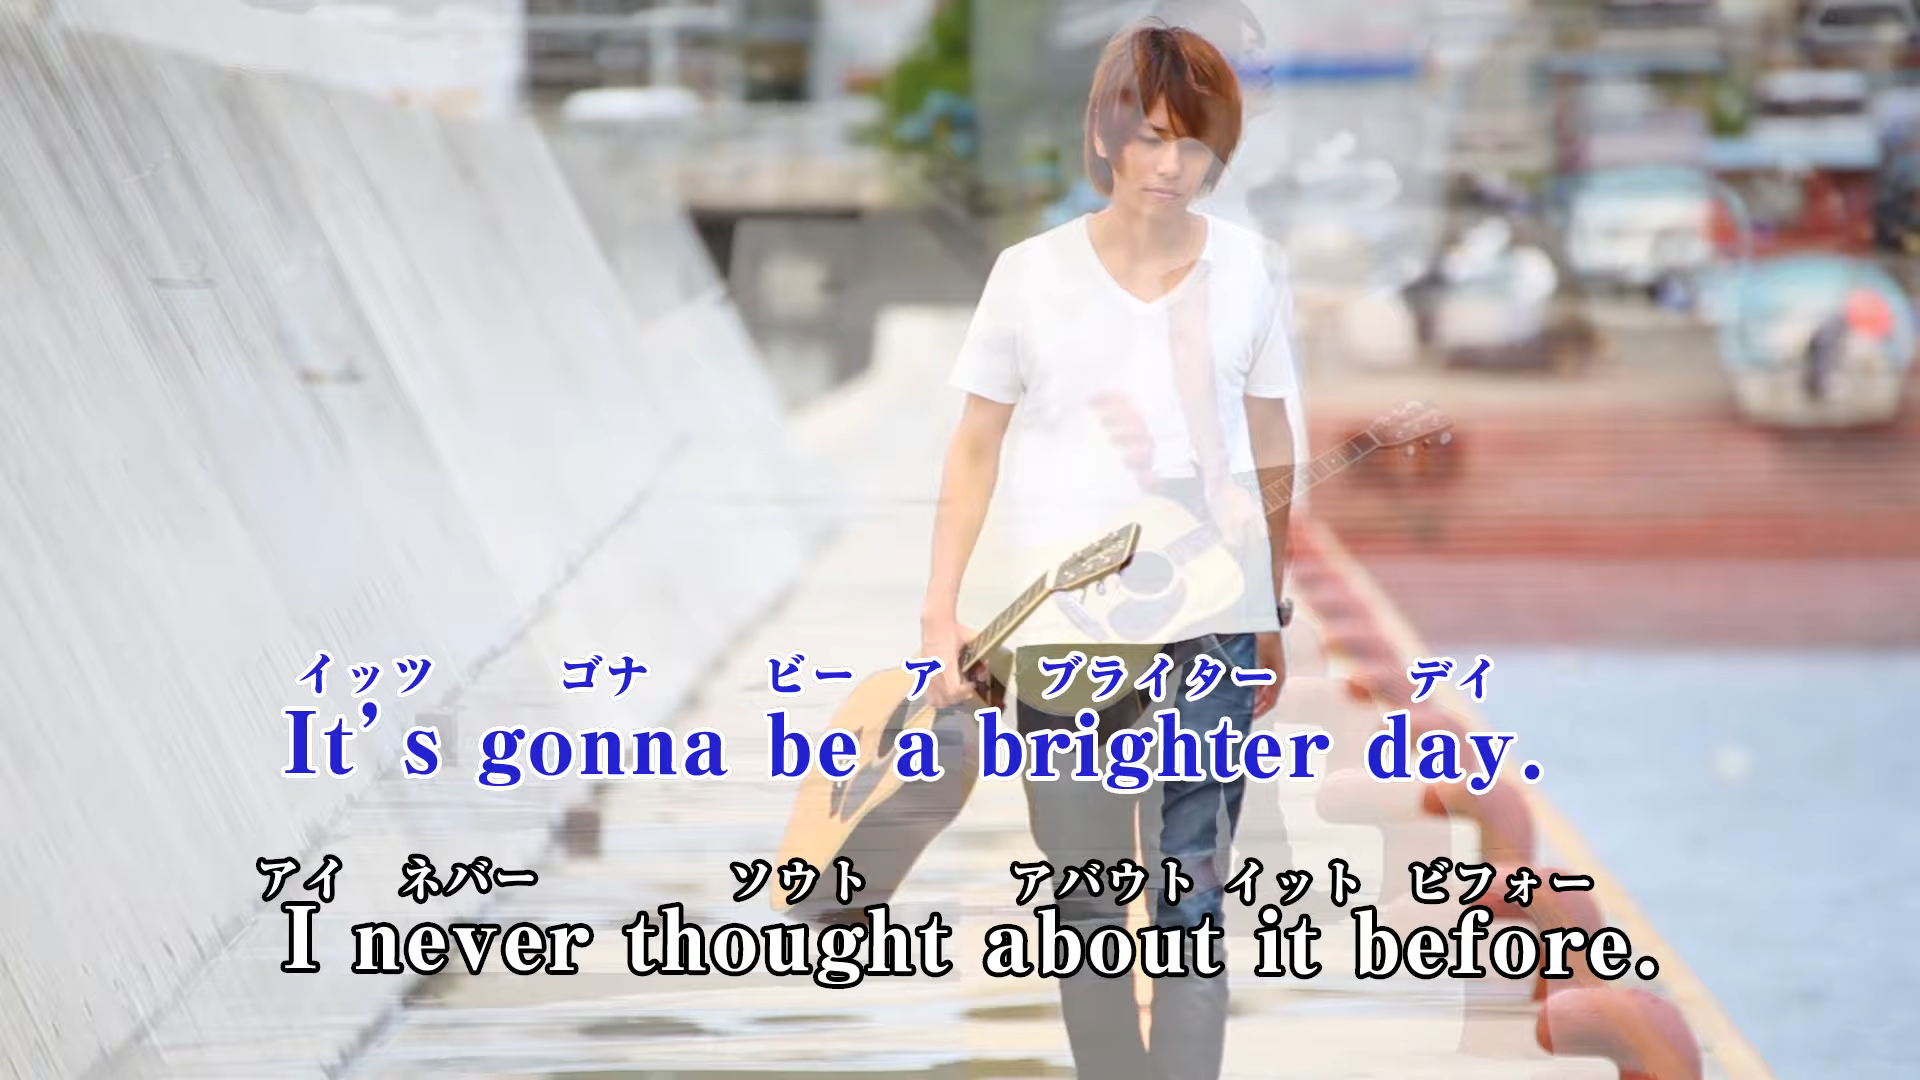 イッツ ゴナ ビー ア ブライター デイ
It's gonna be a brighter day.
アイ ネバー ソウト アバウト イット ビフォー
I never thought about it before.